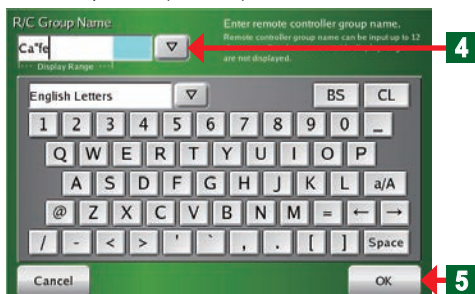 R/C Group Name
Enter remote controller group name.
Remote controller group name can be input up to 12
are not displayed.
Ca"fe
Display Range
4
English Letters
BS CL
1 2 3 4 5 6 7 8 9 0 _
Q W E R T Y U I O P
A S D F G H J K L a/A
@ Z X C V B N M = ← →
/ - < > ' ` , . [ ] Space
Cancel
OK
5